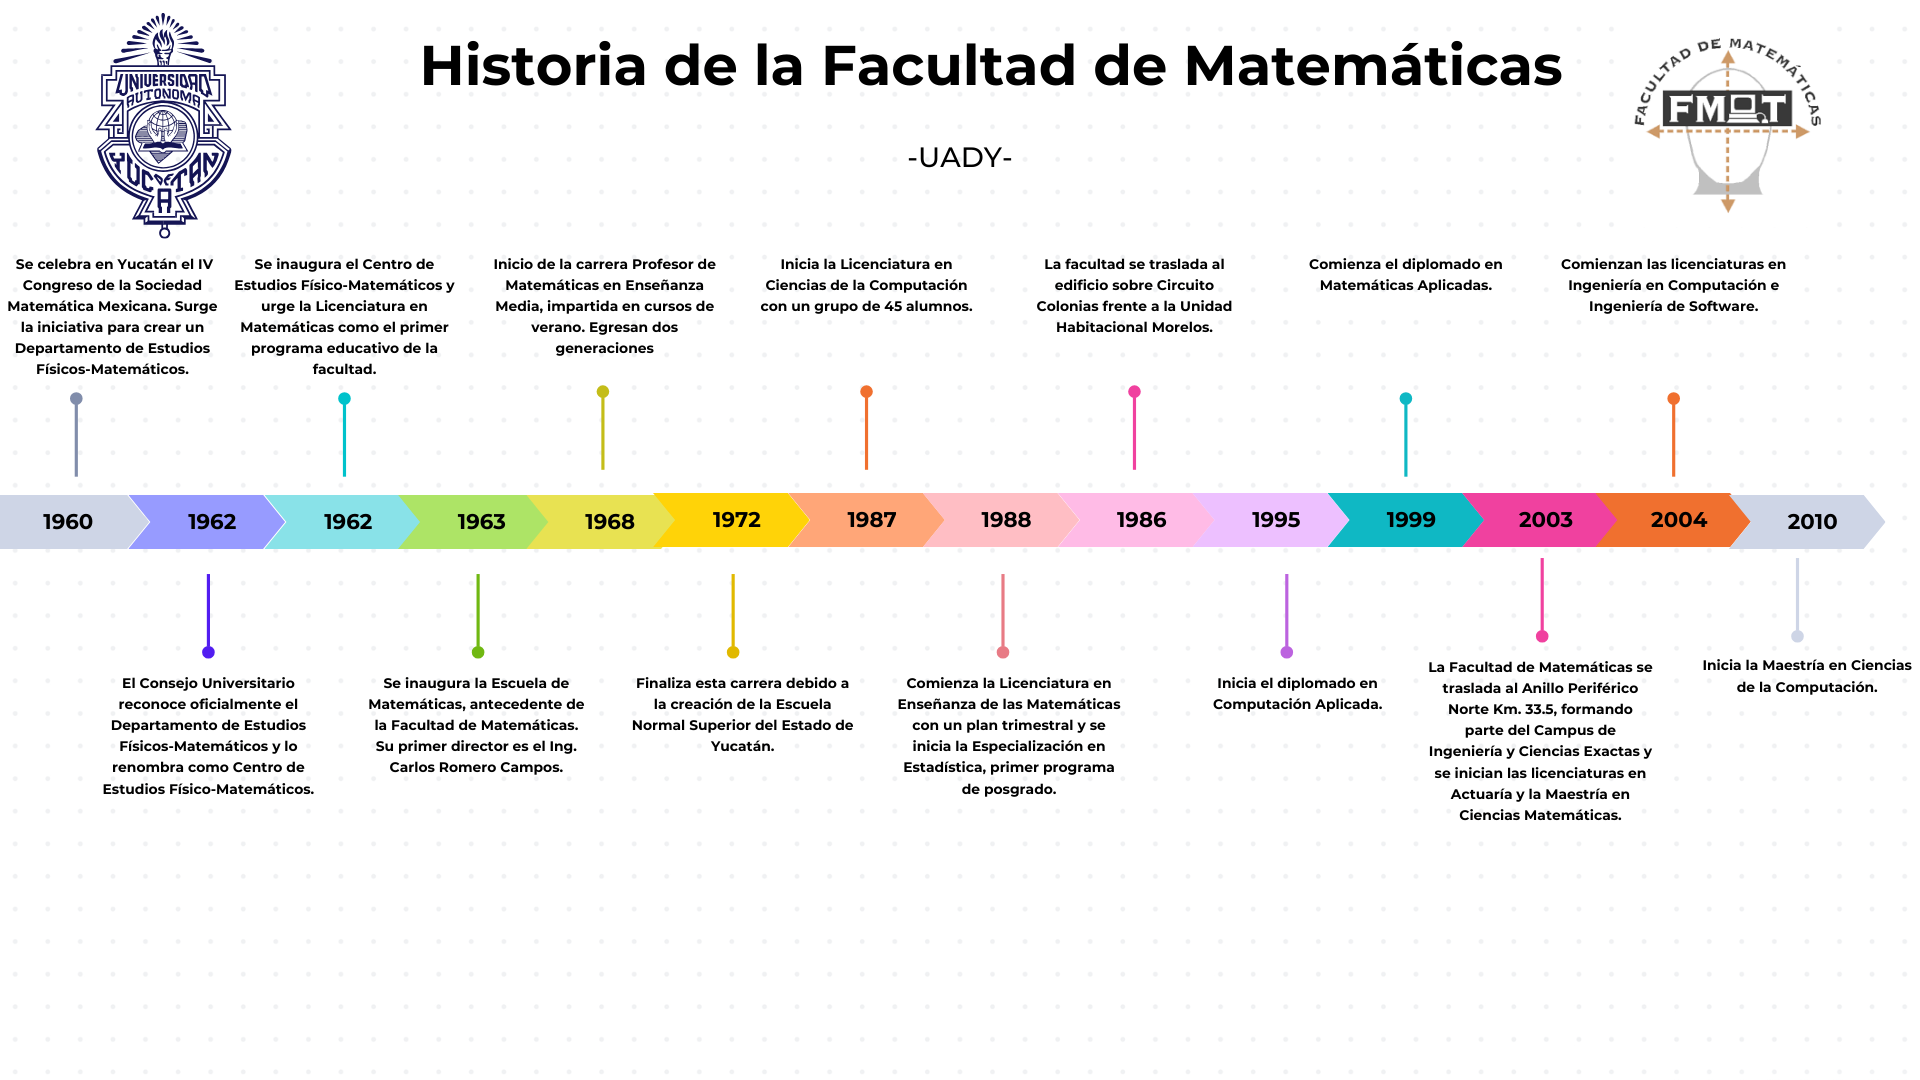 Historia de la Facultad de Matemáticas
-UADY-
UNIVERSIDAD
AUTONOMA
DE
YUCATAN
FACULTAD DE MATEMÁTICAS
FMAT
Se celebra en Yucatán el IV
Congreso de la Sociedad
Matemática Mexicana. Surge
la iniciativa para crear un
Departamento de Estudios
Físicos-Matemáticos.
Se inaugura el Centro de
Estudios Físico-Matemáticos y
urge la Licenciatura en
Matemáticas como el primer
programa educativo de la
facultad.
Inicio de la carrera Profesor de
Matemáticas en Enseñanza
Media, impartida en cursos de
verano. Egresan dos
generaciones
Inicia la Licenciatura en
Ciencias de la Computación
con un grupo de 45 alumnos.
La facultad se traslada al
edificio sobre Circuito
Colonias frente a la Unidad
Habitacional Morelos.
Comienza el diplomado en
Matemáticas Aplicadas.
Comienzan las licenciaturas en
Ingeniería en Computación e
Ingeniería de Software.
1960
1962
1962
1963
1968
1972
1987
1988
1986
1995
1999
2003
2004
2010
El Consejo Universitario
reconoce oficialmente el
Departamento de Estudios
Físicos-Matemáticos y lo
renombra como Centro de
Estudios Físico-Matemáticos.
Se inaugura la Escuela de
Matemáticas, antecedente de
la Facultad de Matemáticas.
Su primer director es el Ing.
Carlos Romero Campos.
Finaliza esta carrera debido a
la creación de la Escuela
Normal Superior del Estado de
Yucatán.
Comienza la Licenciatura en
Enseñanza de las Matemáticas
con un plan trimestral y se
inicia la Especialización en
Estadística, primer programa
de posgrado.
Inicia el diplomado en
Computación Aplicada.
La Facultad de Matemáticas se
traslada al Anillo Periférico
Norte Km. 33.5, formando
parte del Campus de
Ingeniería y Ciencias Exactas y
se inician las licenciaturas en
Actuaría y la Maestría en
Ciencias Matemáticas.
Inicia la Maestría en Ciencias
de la Computación.